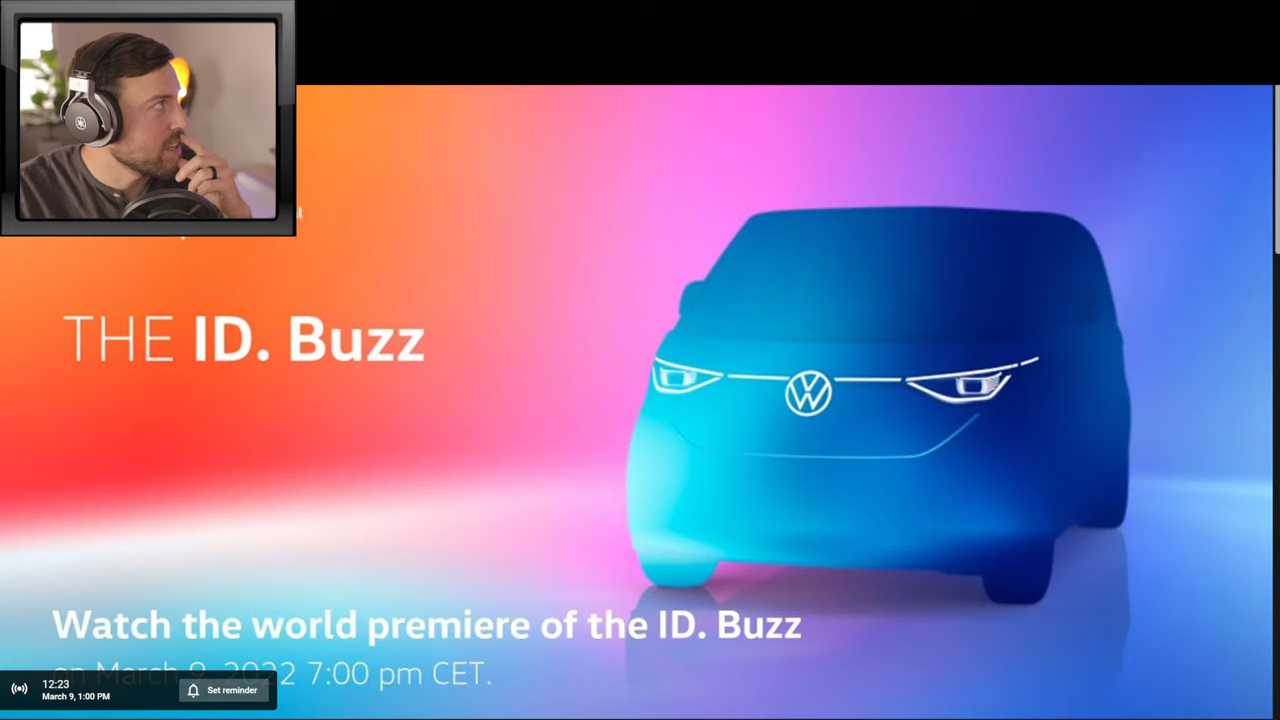 THE ID. Buzz
Watch the world premiere of the ID. Buzz
on March 9, 2022 7:00 pm CET.
12:23
March 9, 1:00 PM
Set reminder